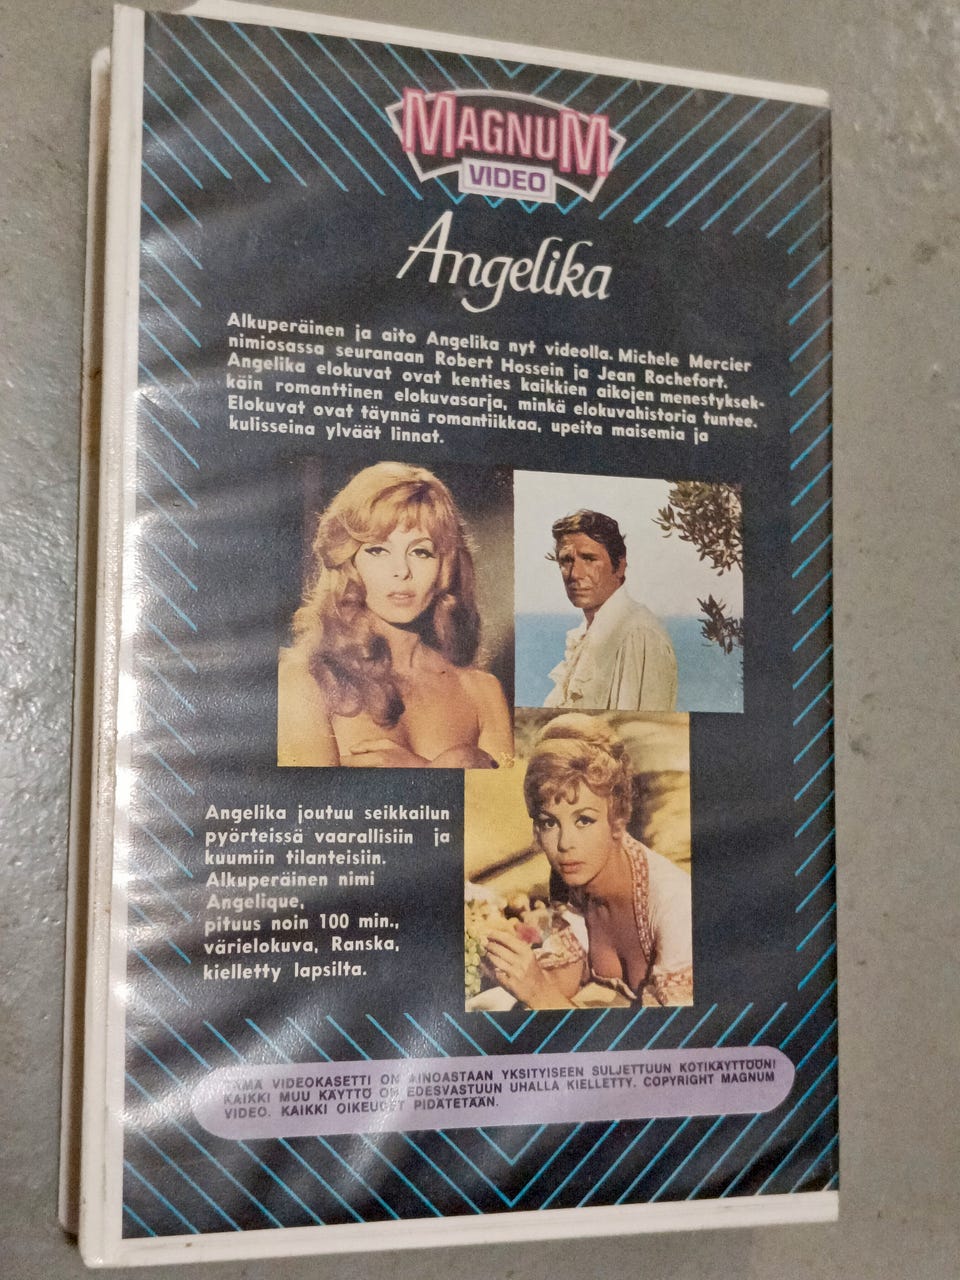 MAGNUM
VIDEO
Angelika
Alkuperäinen ja aito Angelika nyt videolla. Michele Mercier
nimiosassa seuranaan Robert Hossein ja Jean Rochefort.
Angelika elokuvat ovat kenties kaikkien aikojen menestyksek-
käin romanttinen elokuvasarja, minkä elokuvahistoria tuntee.
Elokuvat ovat täynnä romantiikkaa, upeita maisemia ja
kulisseina ylväät linnat.
Angelika joutuu seikkailun
pyörteissä vaarallisiin ja
kuumiin tilanteisiin.
Alkuperäinen nimi
Angelique,
pituus noin 100 min.,
värielokuva, Ranska,
kielletty lapsilta.
TÄMÄ VIDEOKASETTI ON AINOASTAAN YKSITYISEEN SULJETTUUN KOTIKÄYTTÖÖN!
KAIKKI MUU KÄYTTÖ ON EDESVASTUUN UHALLA KIELLETTY. COPYRIGHT MAGNUM
VIDEO. KAIKKI OIKEUDET PIDÄTETÄÄN.